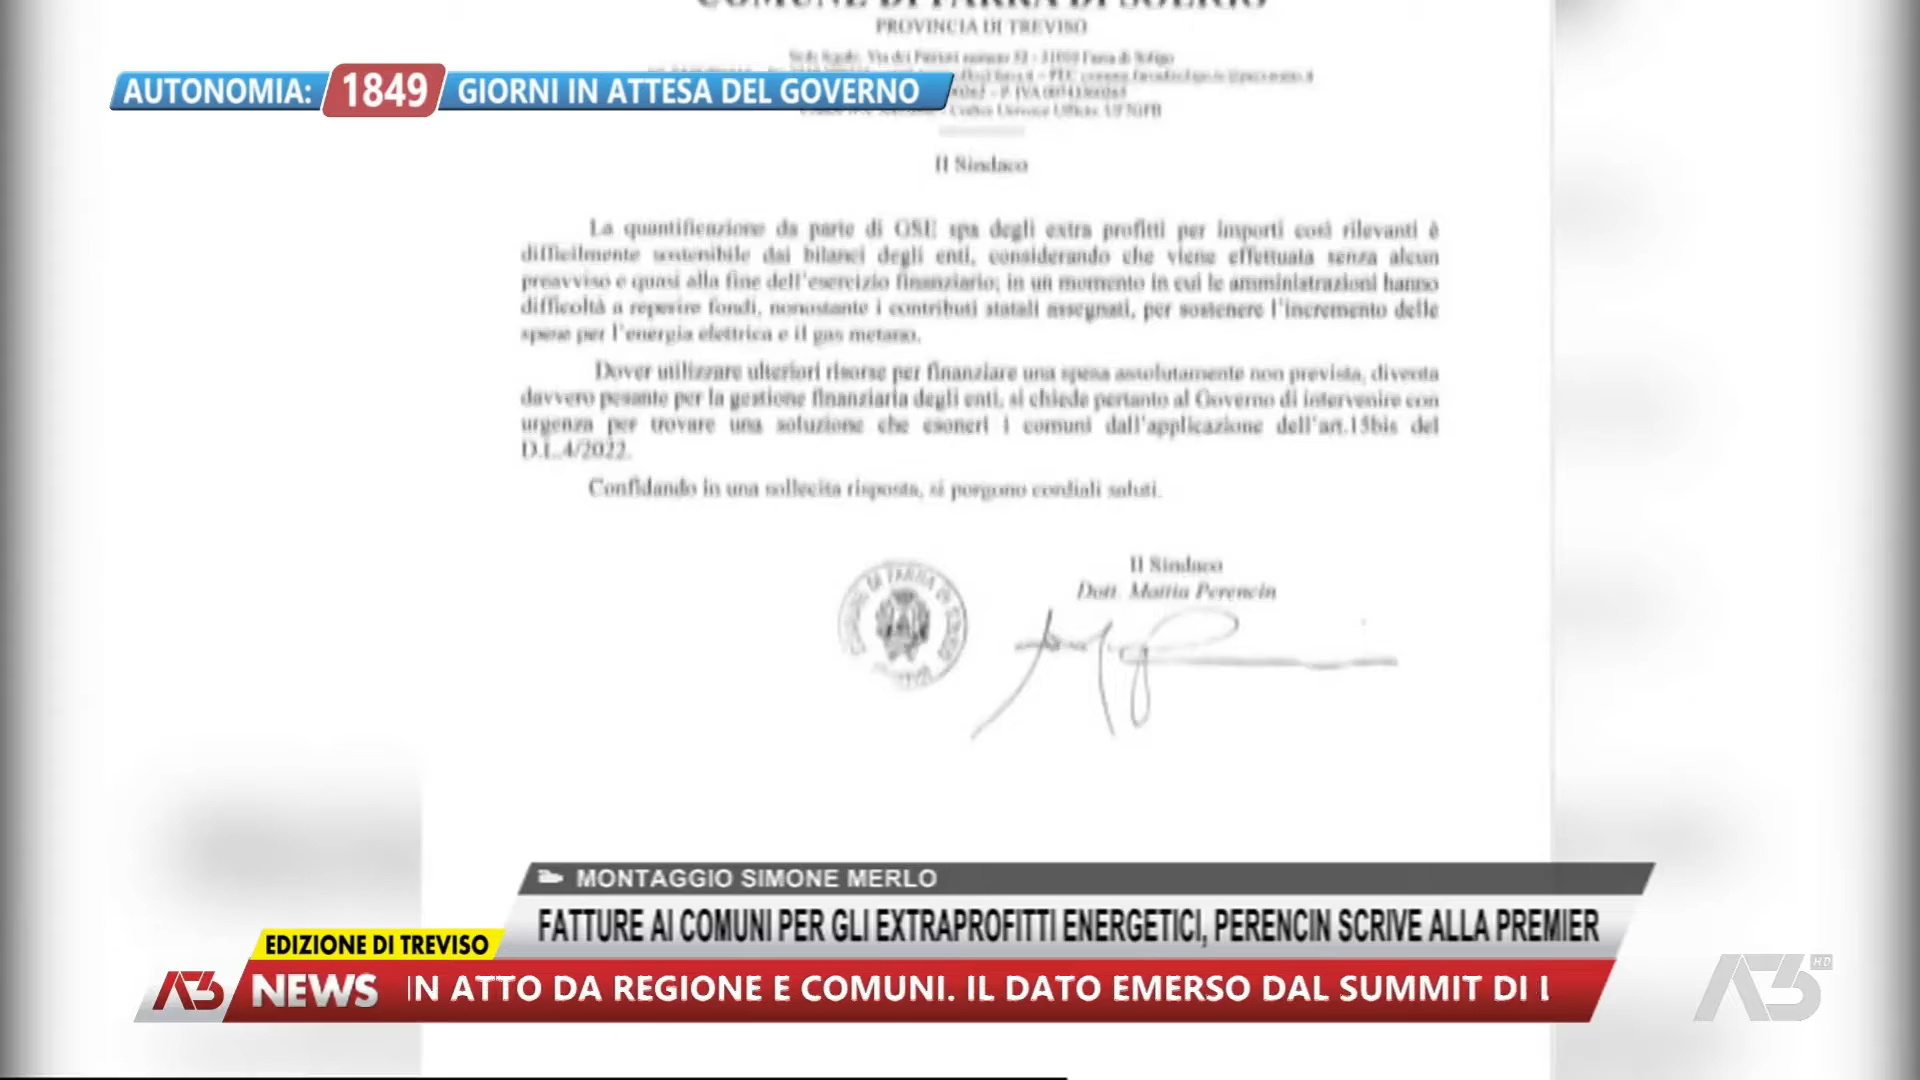 COMUNE DI FARRA DI SOLIGO
PROVINCIA DI TREVISO
AUTONOMIA: 1849 GIORNI IN ATTESA DEL GOVERNO
Il Sindaco
La quantificazione da parte di GSE spa degli extra profitti per importi così rilevanti è
difficilmente sostenibile dai bilanci degli enti, considerando che viene effettuata senza alcun
preavviso e quasi alla fine dell'esercizio finanziario; in un momento in cui le amministrazioni hanno
difficoltà a reperire fondi, nonostante i contributi statali assegnati, per sostenere l'incremento delle
spese per l'energia elettrica e il gas metano.
Dover utilizzare ulteriori risorse per finanziare una spesa assolutamente non prevista, diventa
davvero pesante per la gestione finanziaria degli enti, si chiede pertanto al Governo di intervenire con
urgenza per trovare una soluzione che esoneri i comuni dall'applicazione dell'art.15bis del
D.L.4/2022.
Confidando in una sollecita risposta, si porgono cordiali saluti.
Il Sindaco
Dott. Mattia Perencin
MONTAGGIO SIMONE MERLO
FATTURE AI COMUNI PER GLI EXTRAPROFITTI ENERGETICI, PERENCIN SCRIVE ALLA PREMIER
EDIZIONE DI TREVISO
A3 NEWS IN ATTO DA REGIONE E COMUNI. IL DATO EMERSO DAL SUMMIT DI
A3 HD